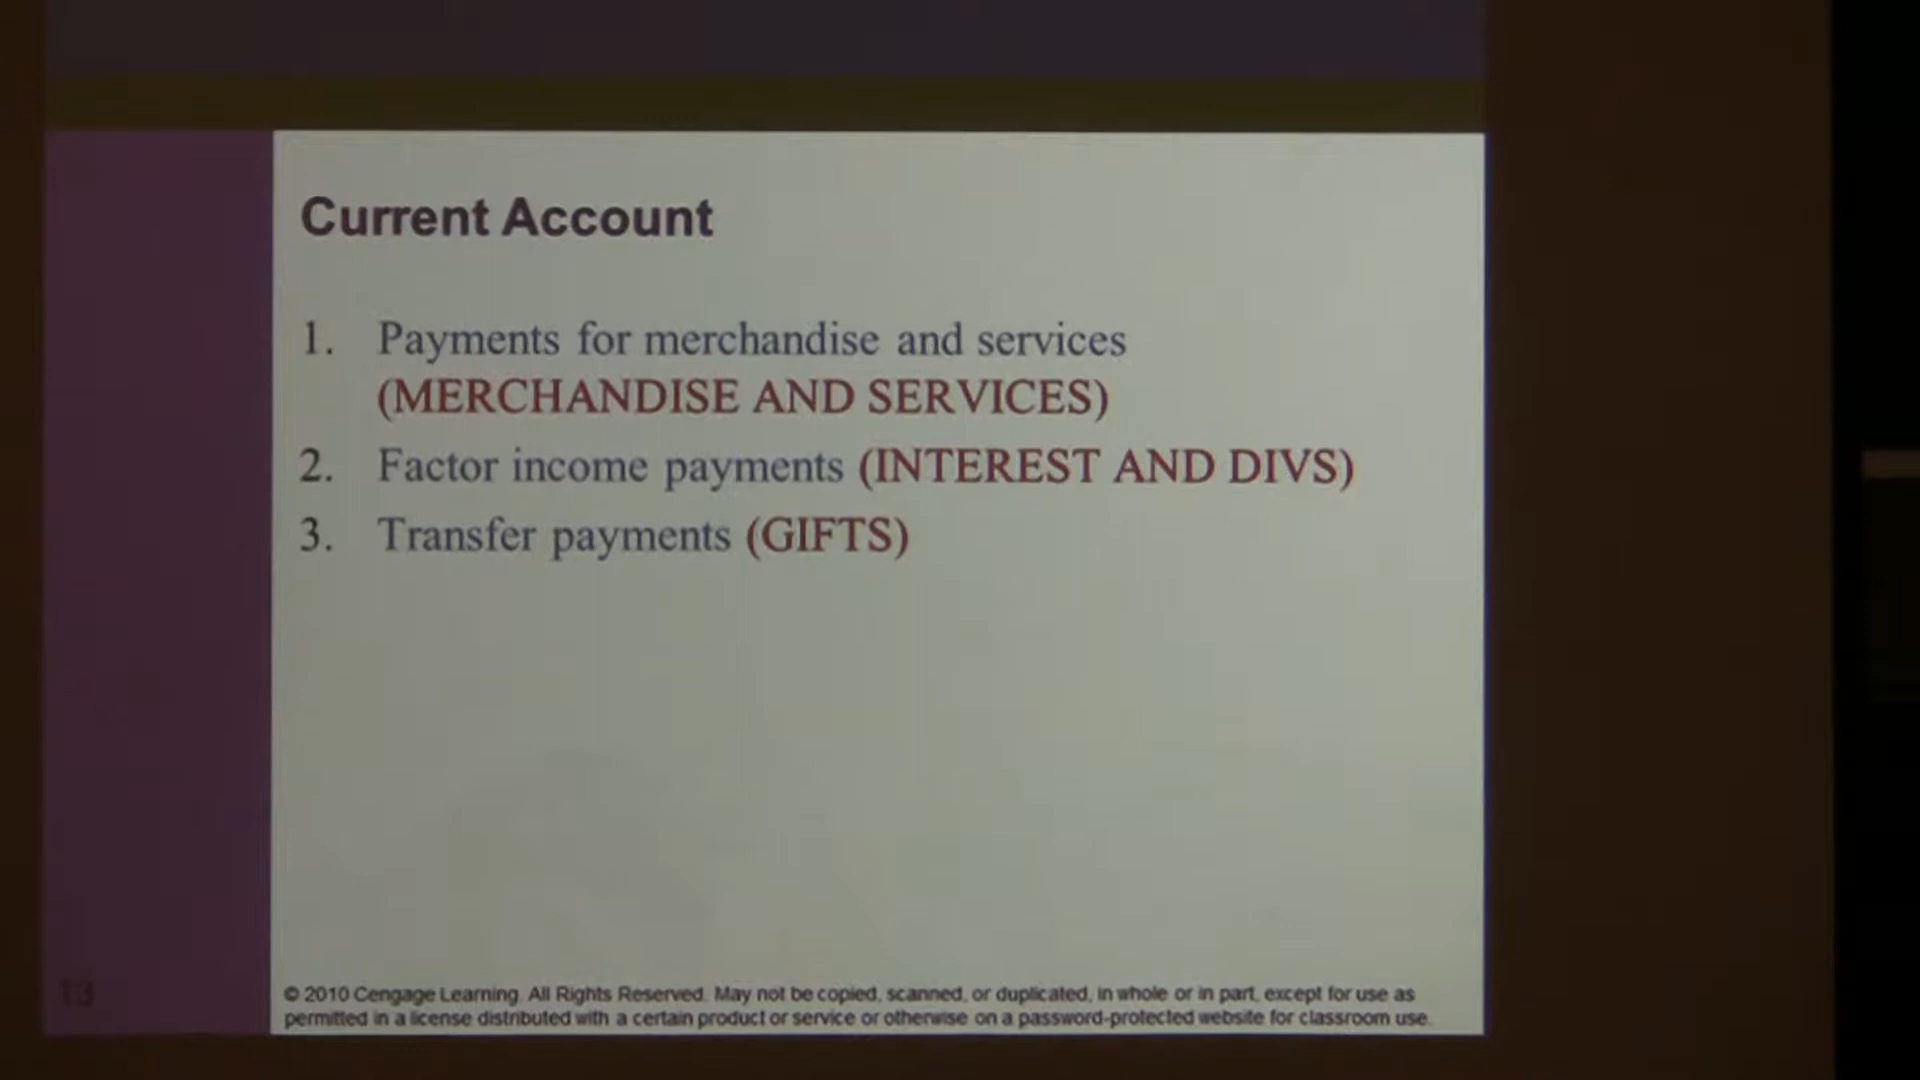 Current Account
1. Payments for merchandise and services
(MERCHANDISE AND SERVICES)
2. Factor income payments (INTEREST AND DIVS)
3. Transfer payments (GIFTS)
13
© 2010 Cengage Learning. All Rights Reserved. May not be copied, scanned, or duplicated, in whole or in part, except for use as
permitted in a license distributed with a certain product or service or otherwise on a password-protected website for classroom use.